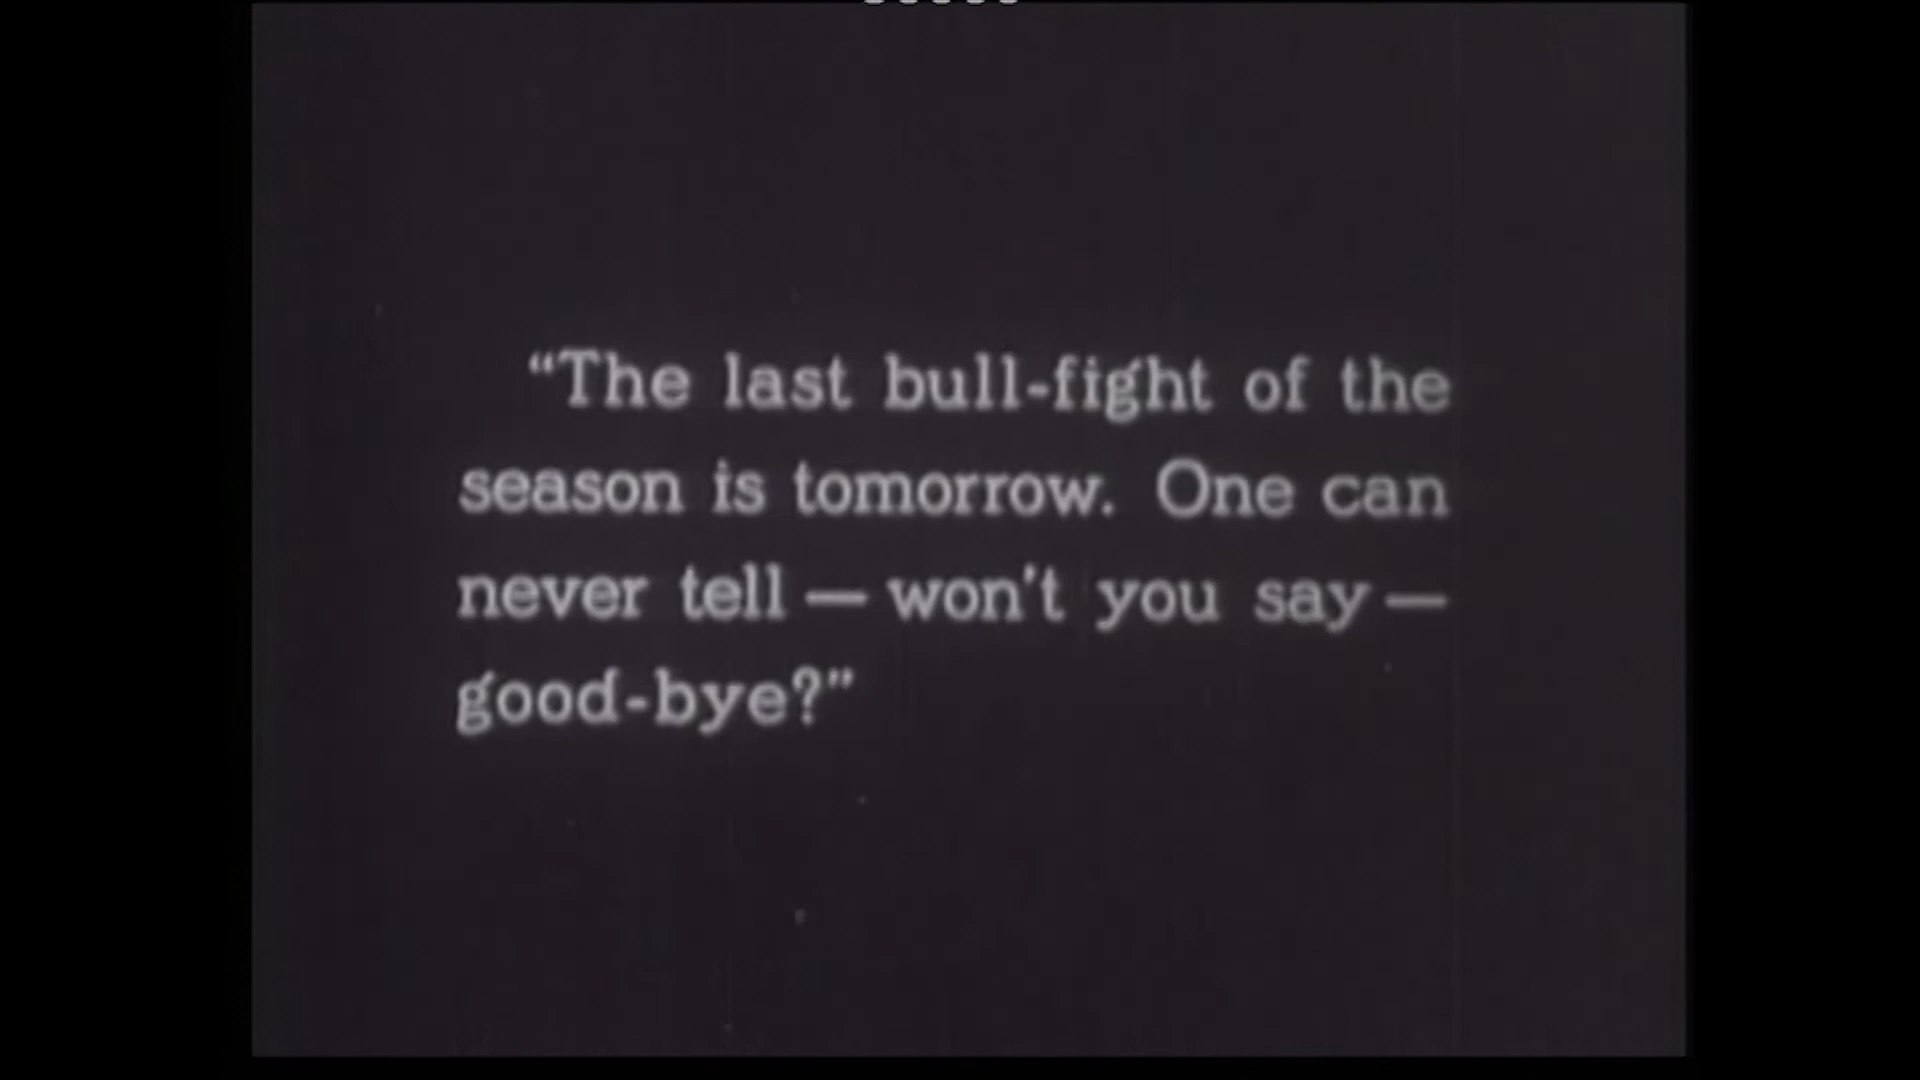 “The last bull-fight of the
season is tomorrow. One can
never tell — won't you say —
good-bye?”